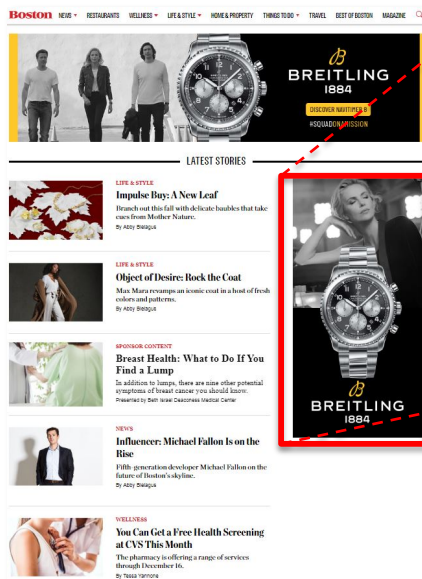 Boston NEWS RESTAURANTS WELLNESS LIFE & STYLE HOME & PROPERTY THINGS TO DO TRAVEL BEST OF BOSTON MAGAZINE
B
BREITLING
1884
DISCOVER NAVITIMER 8
#SQUADONAMISSION
LATEST STORIES
LIFE & STYLE
Impulse Buy: A New Leaf
Branch out this fall with delicate baubles that take
cues from Mother Nature.
By Abby Bielagus
LIFE & STYLE
Object of Desire: Rock the Coat
Max Mara revamps an iconic coat in a host of fresh
colors and patterns.
By Abby Bielagus
SPONSOR CONTENT
Breast Health: What to Do If You
Find a Lump
In addition to lumps, there are nine other potential
symptoms of breast cancer you should know.
Presented by Beth Israel Deaconess Medical Center
NEWS
Influencer: Michael Fallon Is on the
Rise
Fifth-generation developer Michael Fallon on the
future of Boston's skyline.
By Abby Bielagus
WELLNESS
You Can Get a Free Health Screening
at CVS This Month
The pharmacy is offering a range of services
through December 16.
By Tessa Yannone
B
BREITLING
1884